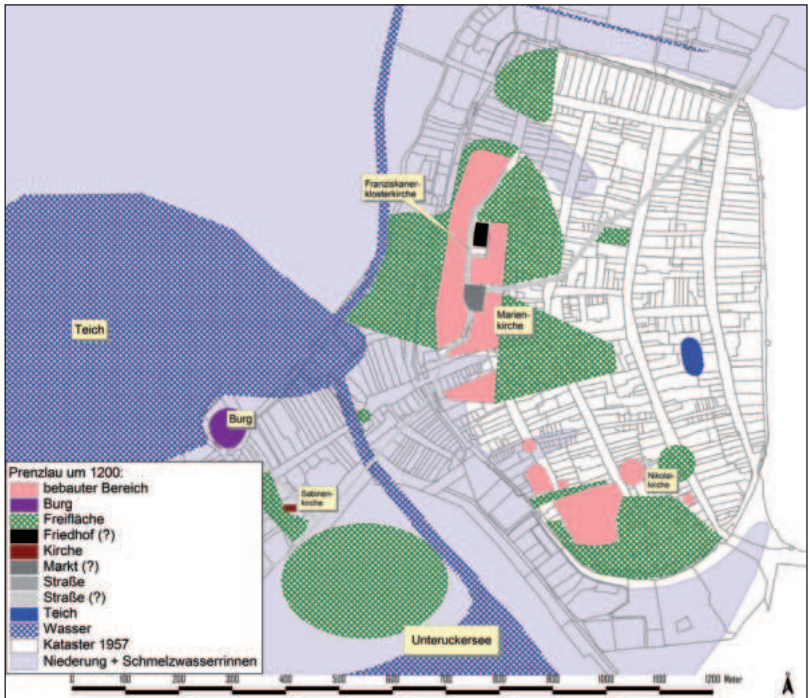 Franziskaner-
klosterkirche
Teich
Marien-
kirche
Burg
Nikolai-
kirche
Sabinen-
kirche
Unteruckersee
Prenzlau um 1200:
bebauter Bereich
Burg
Freifläche
Friedhof (?)
Kirche
Markt (?)
Straße
Straße (?)
Teich
Wasser
Kataster 1957
Niederung + Schmelzwasserrinnen
0 100 200 300 400 500 600 700 800 900 1000 1100 1200 Meter